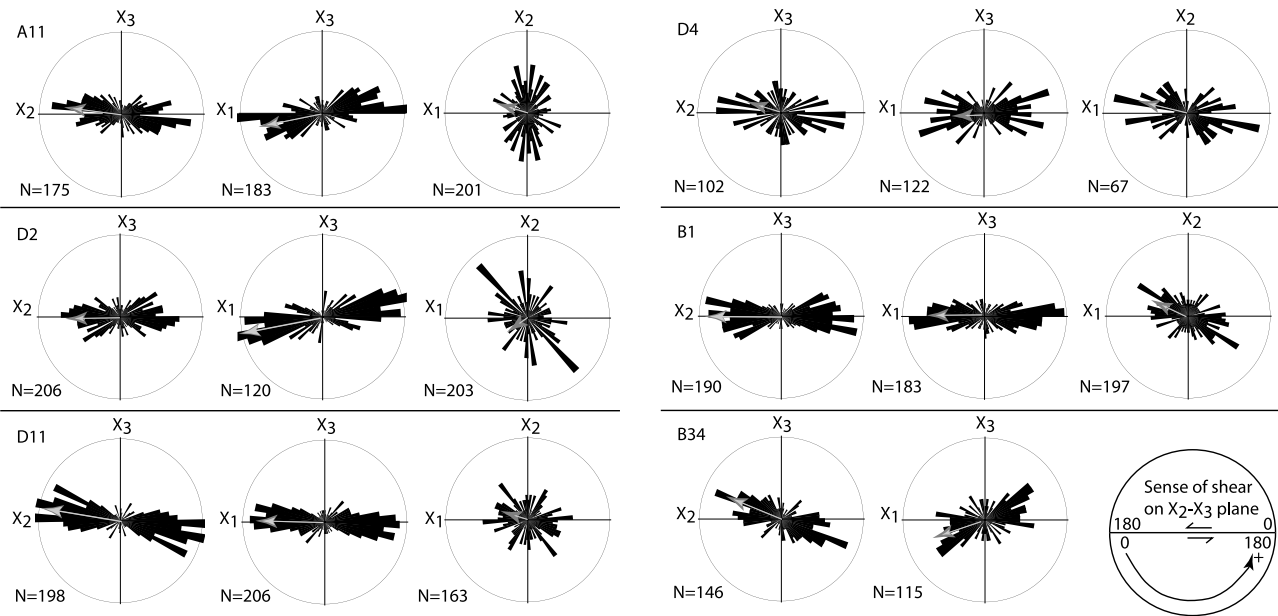 A11
X3
X2
N=175
X3
X1
N=183
X2
X1
N=201
D4
X3
X2
N=102
X3
X1
N=122
X2
X1
N=67
D2
X3
X2
N=206
X3
X1
N=120
X2
X1
N=203
B1
X3
X2
N=190
X3
X1
N=183
X2
X1
N=197
D11
X3
X2
N=198
X3
X1
N=206
X2
X1
N=163
B34
X3
X2
N=146
X3
X1
N=115
Sense of shear
on X2-X3 plane
180 0
0 180
+